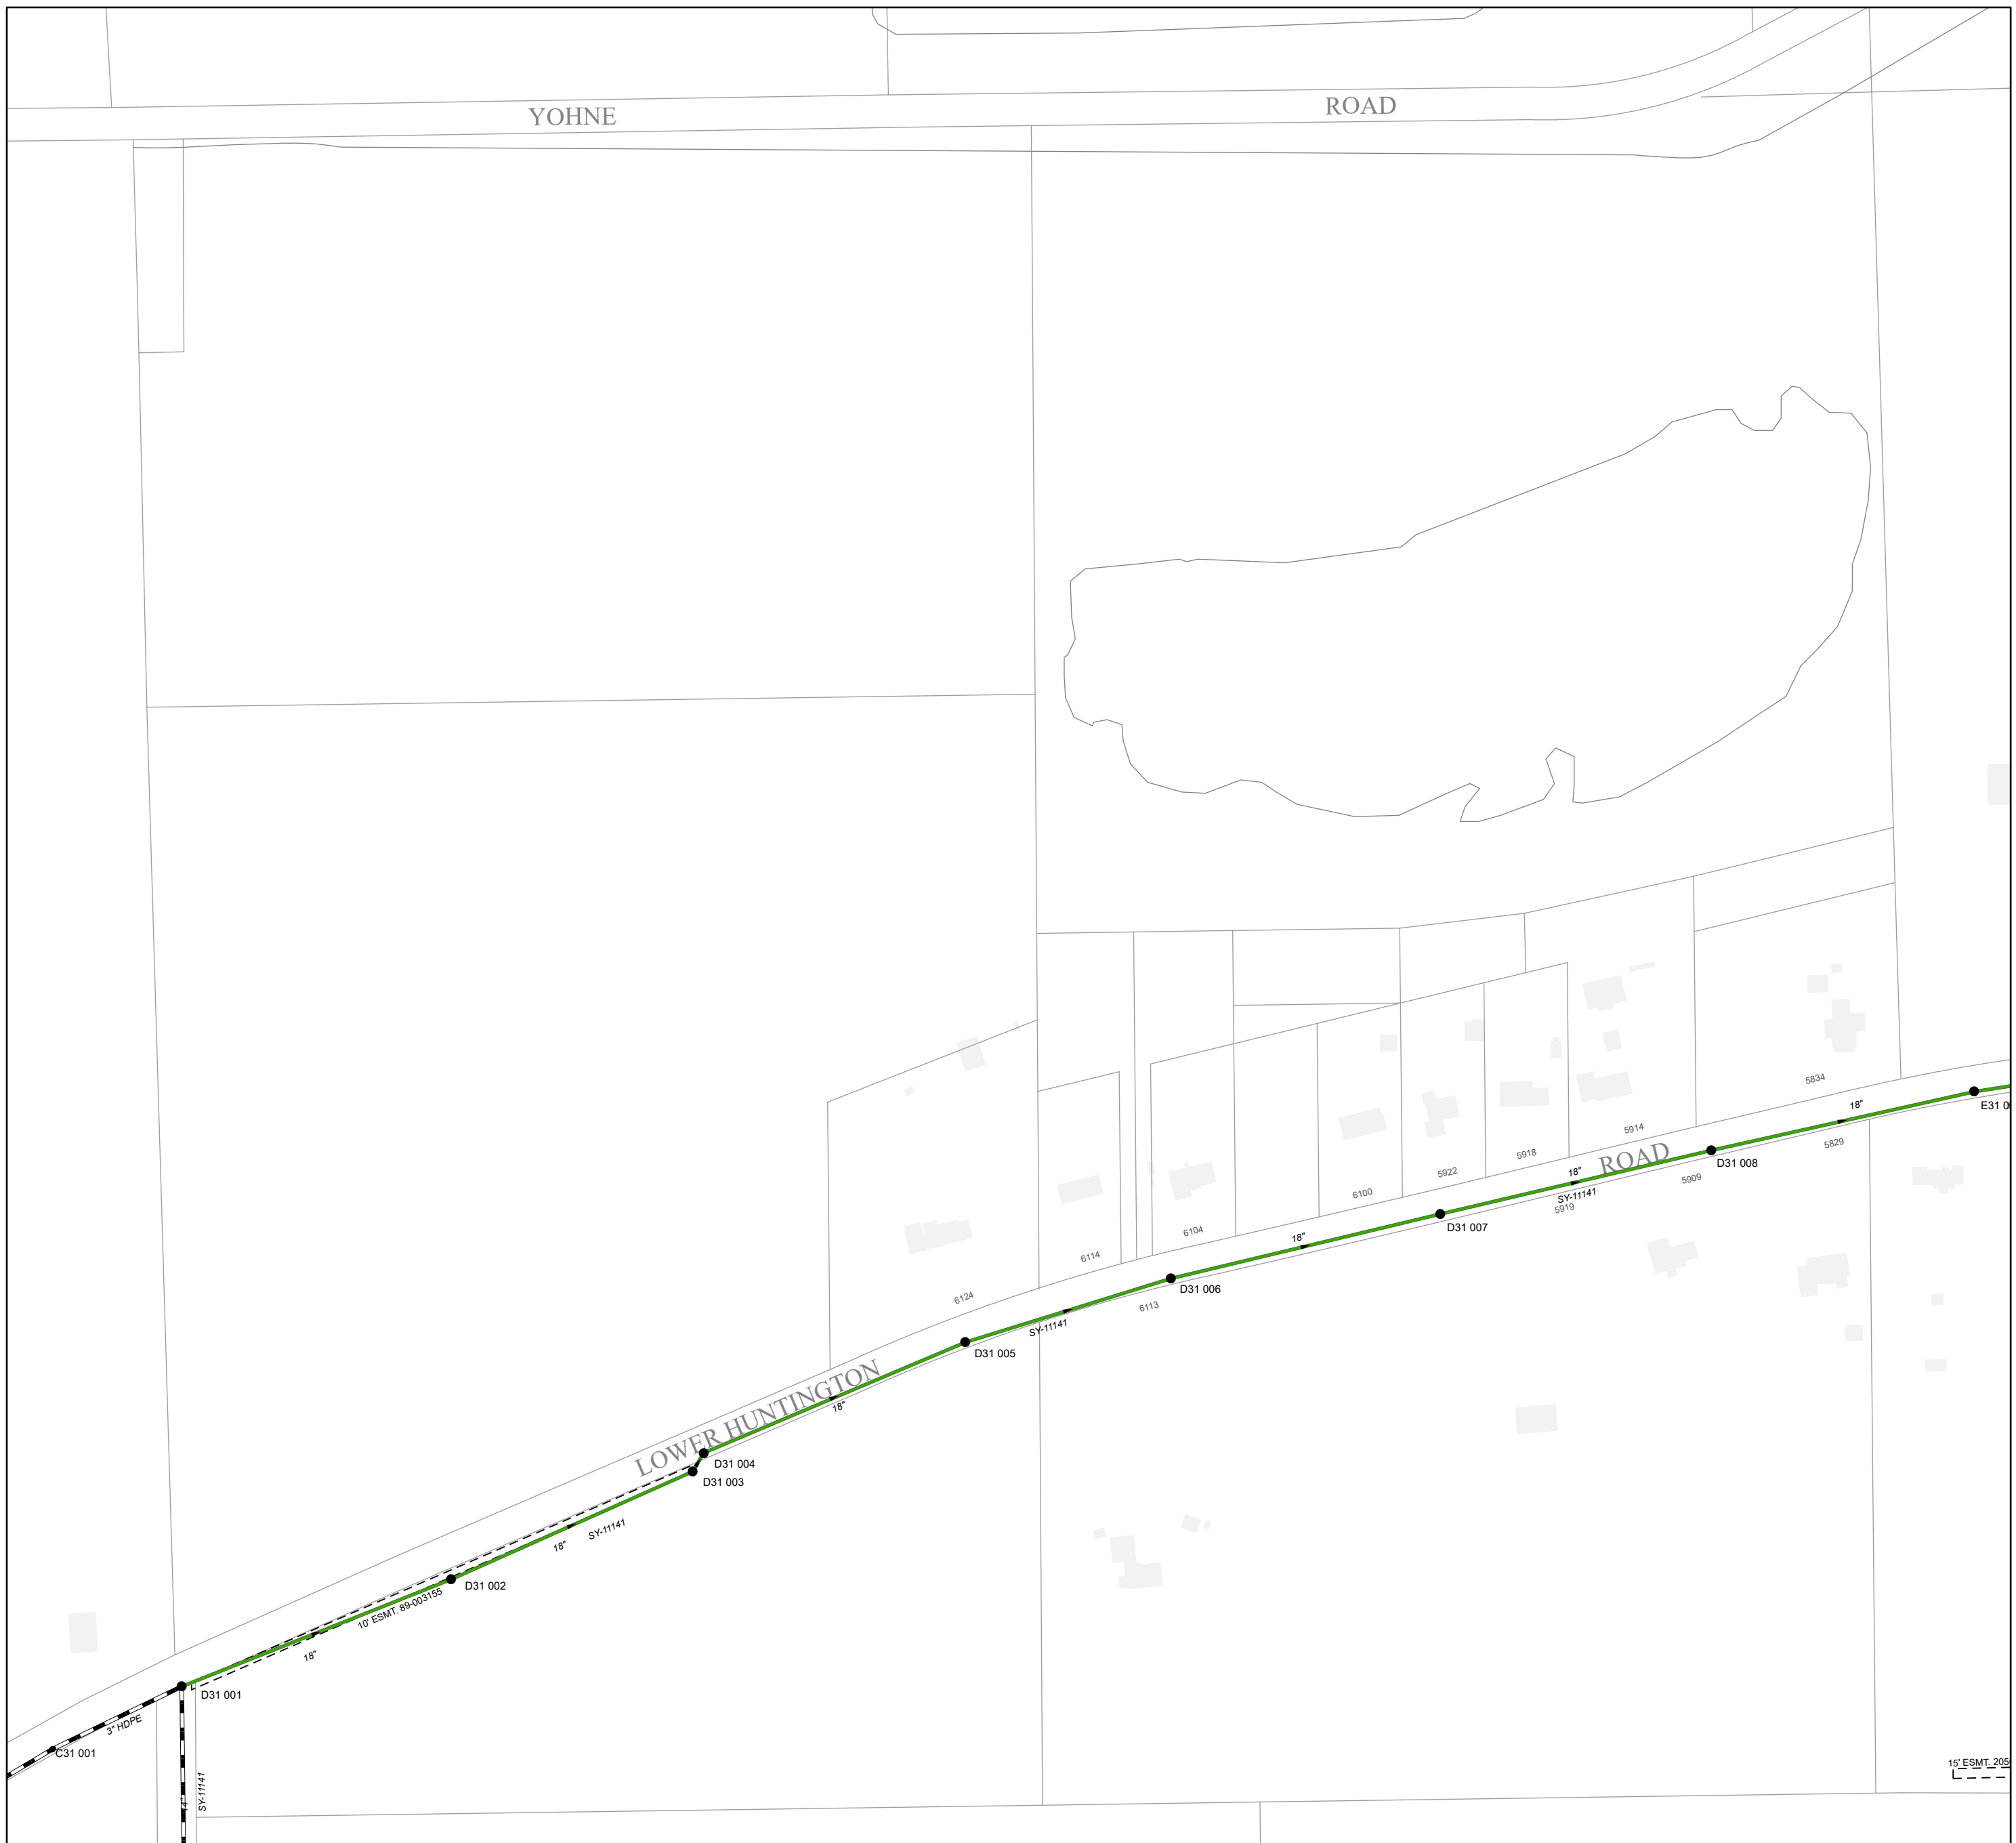 YOHNE ROAD
5834
18"
E31 0
5914
5829
ROAD
D31 008
18"
5918
5909
5922
SY-11141
5919
6100
D31 007
6104
18"
6114
D31 006
6124
6113
SY-11141
D31 005
LOWER HUNTINGTON
18"
D31 004
D31 003
SY-11141
18"
D31 002
10' ESMT. 89-003155
18"
D31 001
3" HDPE
C31 001
15' ESMT. 205
SY-11141
14"